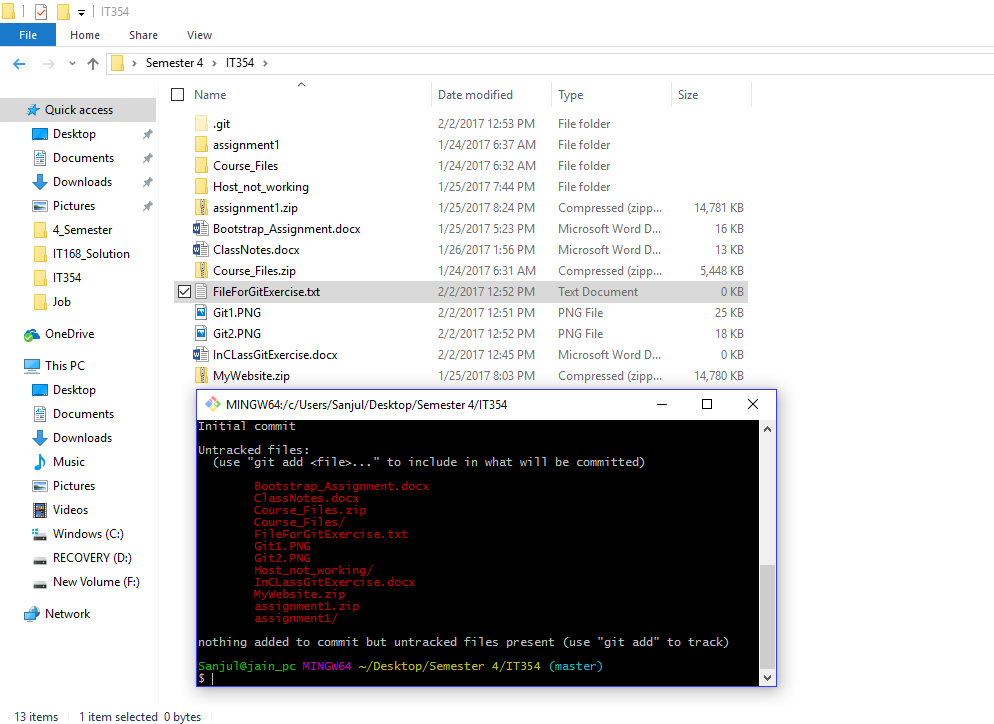 IT354
File Home Share View
Semester 4 IT354
Name Date modified Type Size
Quick access
Desktop
Documents
Downloads
Pictures
4_Semester
IT168_Solution
IT354
Job
OneDrive
This PC
Desktop
Documents
Downloads
Music
Pictures
Videos
Windows (C:)
RECOVERY (D:)
New Volume (F:)
Network
.git 2/2/2017 12:53 PM File folder
assignment1 1/24/2017 6:37 AM File folder
Course_Files 1/24/2017 6:32 AM File folder
Host_not_working 1/25/2017 7:44 PM File folder
assignment1.zip 1/25/2017 8:24 PM Compressed (zipp... 14,781 KB
Bootstrap_Assignment.docx 1/25/2017 5:23 PM Microsoft Word D... 16 KB
ClassNotes.docx 1/26/2017 1:56 PM Microsoft Word D... 13 KB
Course_Files.zip 1/24/2017 6:31 AM Compressed (zipp... 5,448 KB
FileForGitExercise.txt 2/2/2017 12:52 PM Text Document 0 KB
Git1.PNG 2/2/2017 12:51 PM PNG File 25 KB
Git2.PNG 2/2/2017 12:52 PM PNG File 18 KB
InCLassGitExercise.docx 2/2/2017 12:45 PM Microsoft Word D... 0 KB
MyWebsite.zip 1/25/2017 8:03 PM Compressed (zipp... 14,780 KB
MINGW64:/c/Users/Sanjul/Desktop/Semester 4/IT354
Initial commit
Untracked files:
(use "git add <file>..." to include in what will be committed)
Bootstrap_Assignment.docx
ClassNotes.docx
Course_Files.zip
Course_Files/
FileForGitExercise.txt
Git1.PNG
Git2.PNG
Host_not_working/
InCLassGitExercise.docx
MyWebsite.zip
assignment1.zip
assignment1/
nothing added to commit but untracked files present (use "git add" to track)
Sanjul@jain_pc MINGW64 ~/Desktop/Semester 4/IT354 (master)
$
13 items 1 item selected 0 bytes